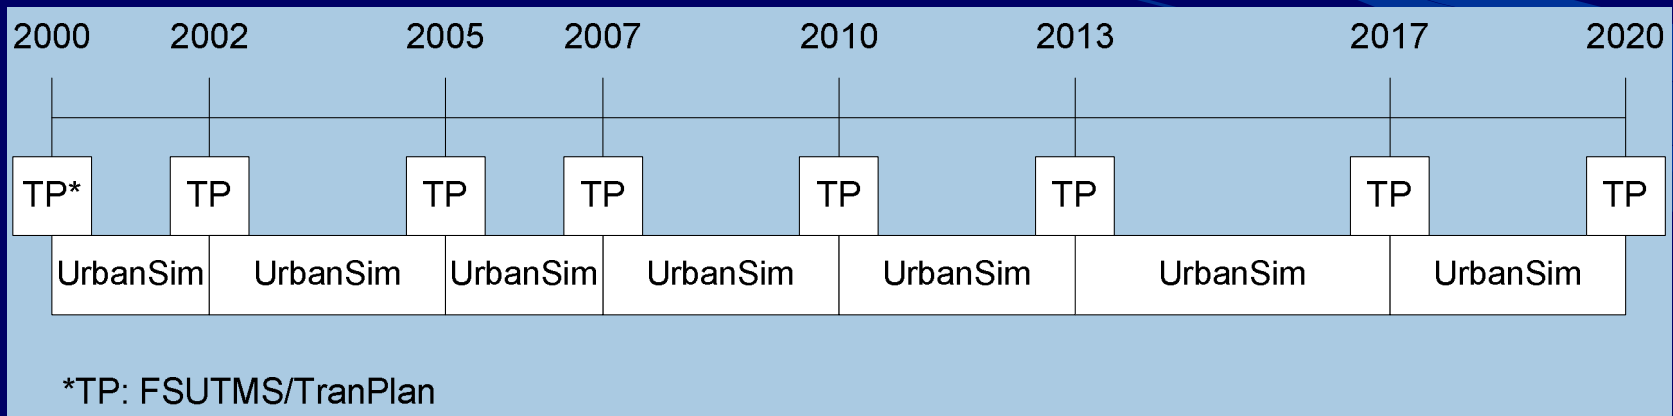 2000 2002 2005 2007 2010 2013 2017 2020
TP* TP TP TP TP TP TP TP
UrbanSim UrbanSim UrbanSim UrbanSim UrbanSim UrbanSim UrbanSim
*TP: FSUTMS/TranPlan